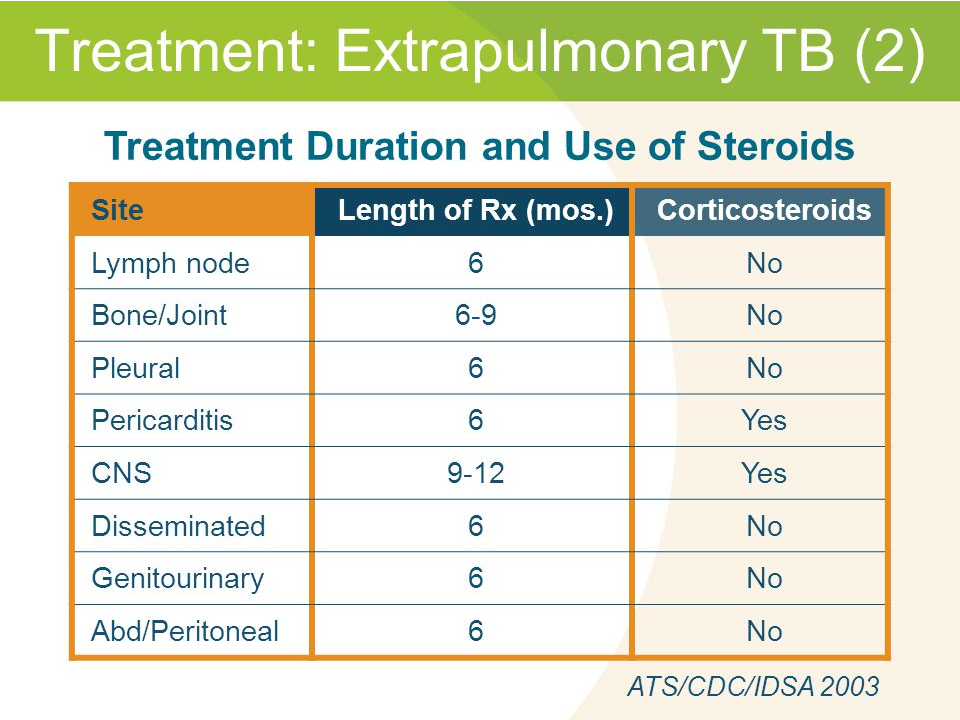 Treatment: Extrapulmonary TB (2)
Treatment Duration and Use of Steroids
Site Length of Rx (mos.) Corticosteroids
Lymph node 6 No
Bone/Joint 6-9 No
Pleural 6 No
Pericarditis 6 Yes
CNS 9-12 Yes
Disseminated 6 No
Genitourinary 6 No
Abd/Peritoneal 6 No
ATS/CDC/IDSA 2003